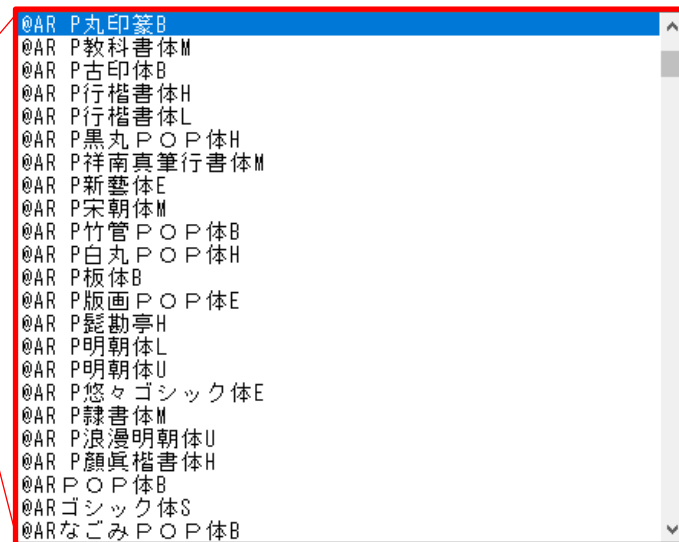 @AR P丸印篆B
@AR P教科書体M
@AR P古印体B
@AR P行楷書体H
@AR P行楷書体L
@AR P黒丸ＰＯＰ体H
@AR P祥南真筆行書体M
@AR P新藝体E
@AR P宋朝体M
@AR P竹管ＰＯＰ体B
@AR P白丸ＰＯＰ体H
@AR P板体B
@AR P版画ＰＯＰ体E
@AR P髭勘亭H
@AR P明朝体L
@AR P明朝体U
@AR P悠々ゴシック体E
@AR P隷書体M
@AR P浪漫明朝体U
@AR P顏眞楷書体H
@ARＰＯＰ体B
@ARゴシック体S
@ARなごみＰＯＰ体B